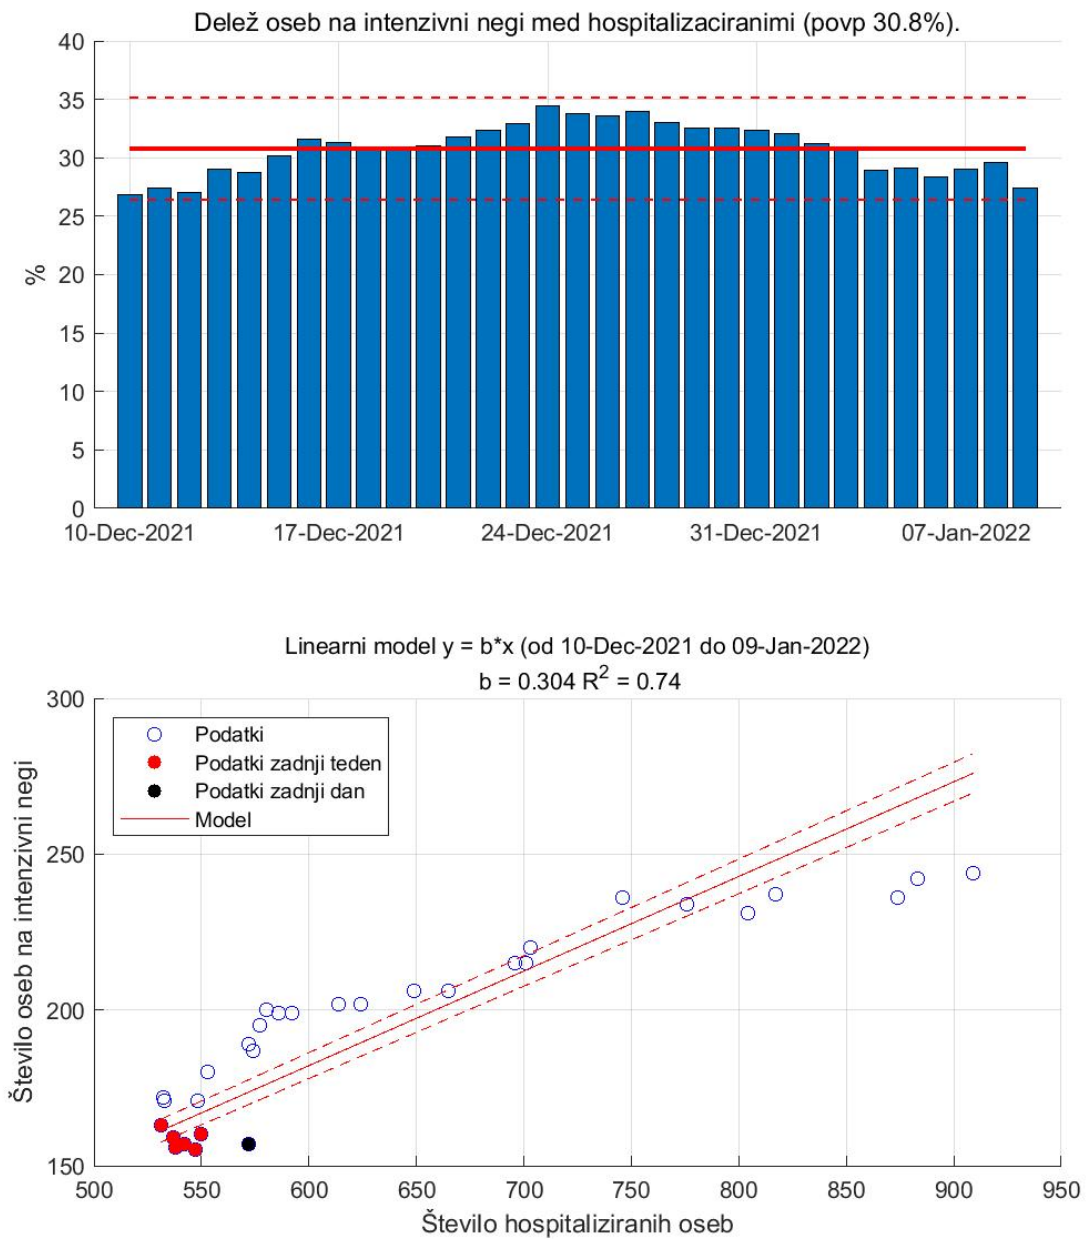 Delež oseb na intenzivni negi med hospitalizaciranimi (povp 30.8%).
40
35
30
25
20
15
10
5
0
%
10-Dec-2021 17-Dec-2021 24-Dec-2021 31-Dec-2021 07-Jan-2022
Linearni model y = b*x (od 10-Dec-2021 do 09-Jan-2022)
b = 0.304 R² = 0.74
300
250
200
150
Število oseb na intenzivni negi
Podatki
Podatki zadnji teden
Podatki zadnji dan
Model
500 550 600 650 700 750 800 850 900 950
Število hospitaliziranih oseb